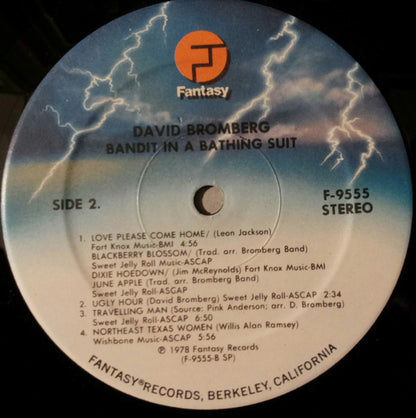 Fantasy
DAVID BROMBERG
BANDIT IN A BATHING SUIT
SIDE 2.
F-9555
STEREO
1. LOVE PLEASE COME HOME/ (Leon Jackson)
Fort Knox Music-BMI 4:56
BLACKBERRY BLOSSOM/ (Trad. arr. Bromberg Band)
Sweet Jelly Roll Music-ASCAP
DIXIE HOEDOWN/ (Jim McReynolds) Fort Knox Music-BMI
JUNE APPLE (Trad. arr. Bromberg Band)
Sweet Jelly Roll-ASCAP
2. UGLY HOUR (David Bromberg) Sweet Jelly Roll-ASCAP 2:34
3. TRAVELLING MAN (Source: Pink Anderson; arr. D. Bromberg)
Sweet Jelly Roll-ASCAP 6:50
4. NORTHEAST TEXAS WOMEN (Willis Alan Ramsey)
Wishbone Music-ASCAP 5:56
℗ 1978 Fantasy Records
(F-9555-B SP)
FANTASY® RECORDS, BERKELEY, CALIFORNIA